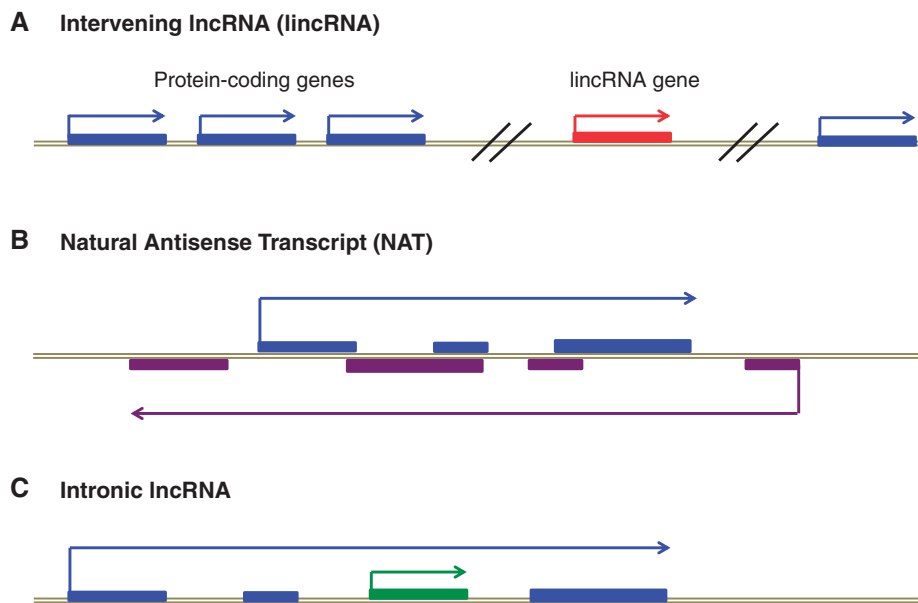 A Intervening lncRNA (lincRNA)
Protein-coding genes lincRNA gene
B Natural Antisense Transcript (NAT)
C Intronic lncRNA